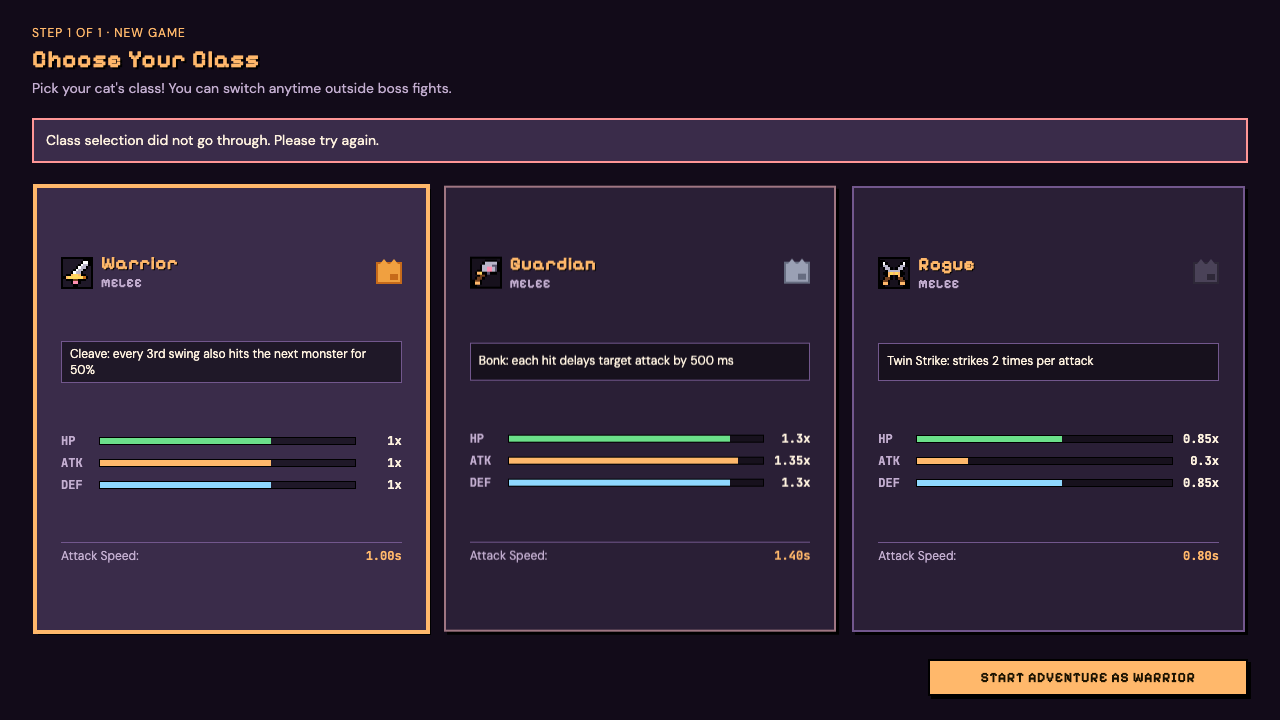 STEP 1 OF 1 · NEW GAME
Choose Your Class
Pick your cat's class! You can switch anytime outside boss fights.
Class selection did not go through. Please try again.
Warrior
MELEE
Cleave: every 3rd swing also hits the next monster for
50%
HP 1x
ATK 1x
DEF 1x
Attack Speed: 1.00s
Guardian
MELEE
Bonk: each hit delays target attack by 500 ms
HP 1.3x
ATK 1.35x
DEF 1.3x
Attack Speed: 1.40s
Rogue
MELEE
Twin Strike: strikes 2 times per attack
HP 0.85x
ATK 0.3x
DEF 0.85x
Attack Speed: 0.80s
START ADVENTURE AS WARRIOR